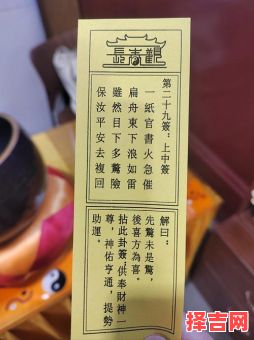 長春觀
第二十九簽：上中簽
一紙官書火急催
扁舟東下浪如雷
雖然目下多驚險
保汝平安去複回
解曰：
先驚未是驚，
後喜方為喜。
拈此卦簽；供奉財神一
尊，神佑亨通，提勢
助運。
择吉网